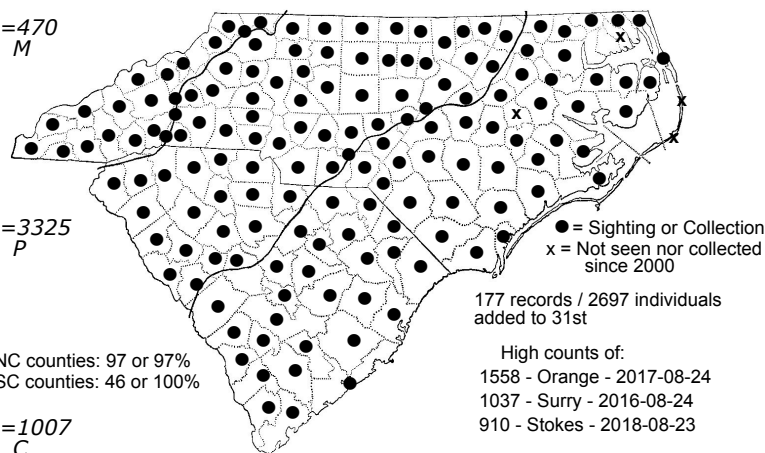 =470
M
=3325
P
● = Sighting or Collection
x = Not seen nor collected
since 2000
177 records / 2697 individuals
added to 31st
NC counties: 97 or 97%
SC counties: 46 or 100%
High counts of:
1558 - Orange - 2017-08-24
1037 - Surry - 2016-08-24
910 - Stokes - 2018-08-23
=1007
C